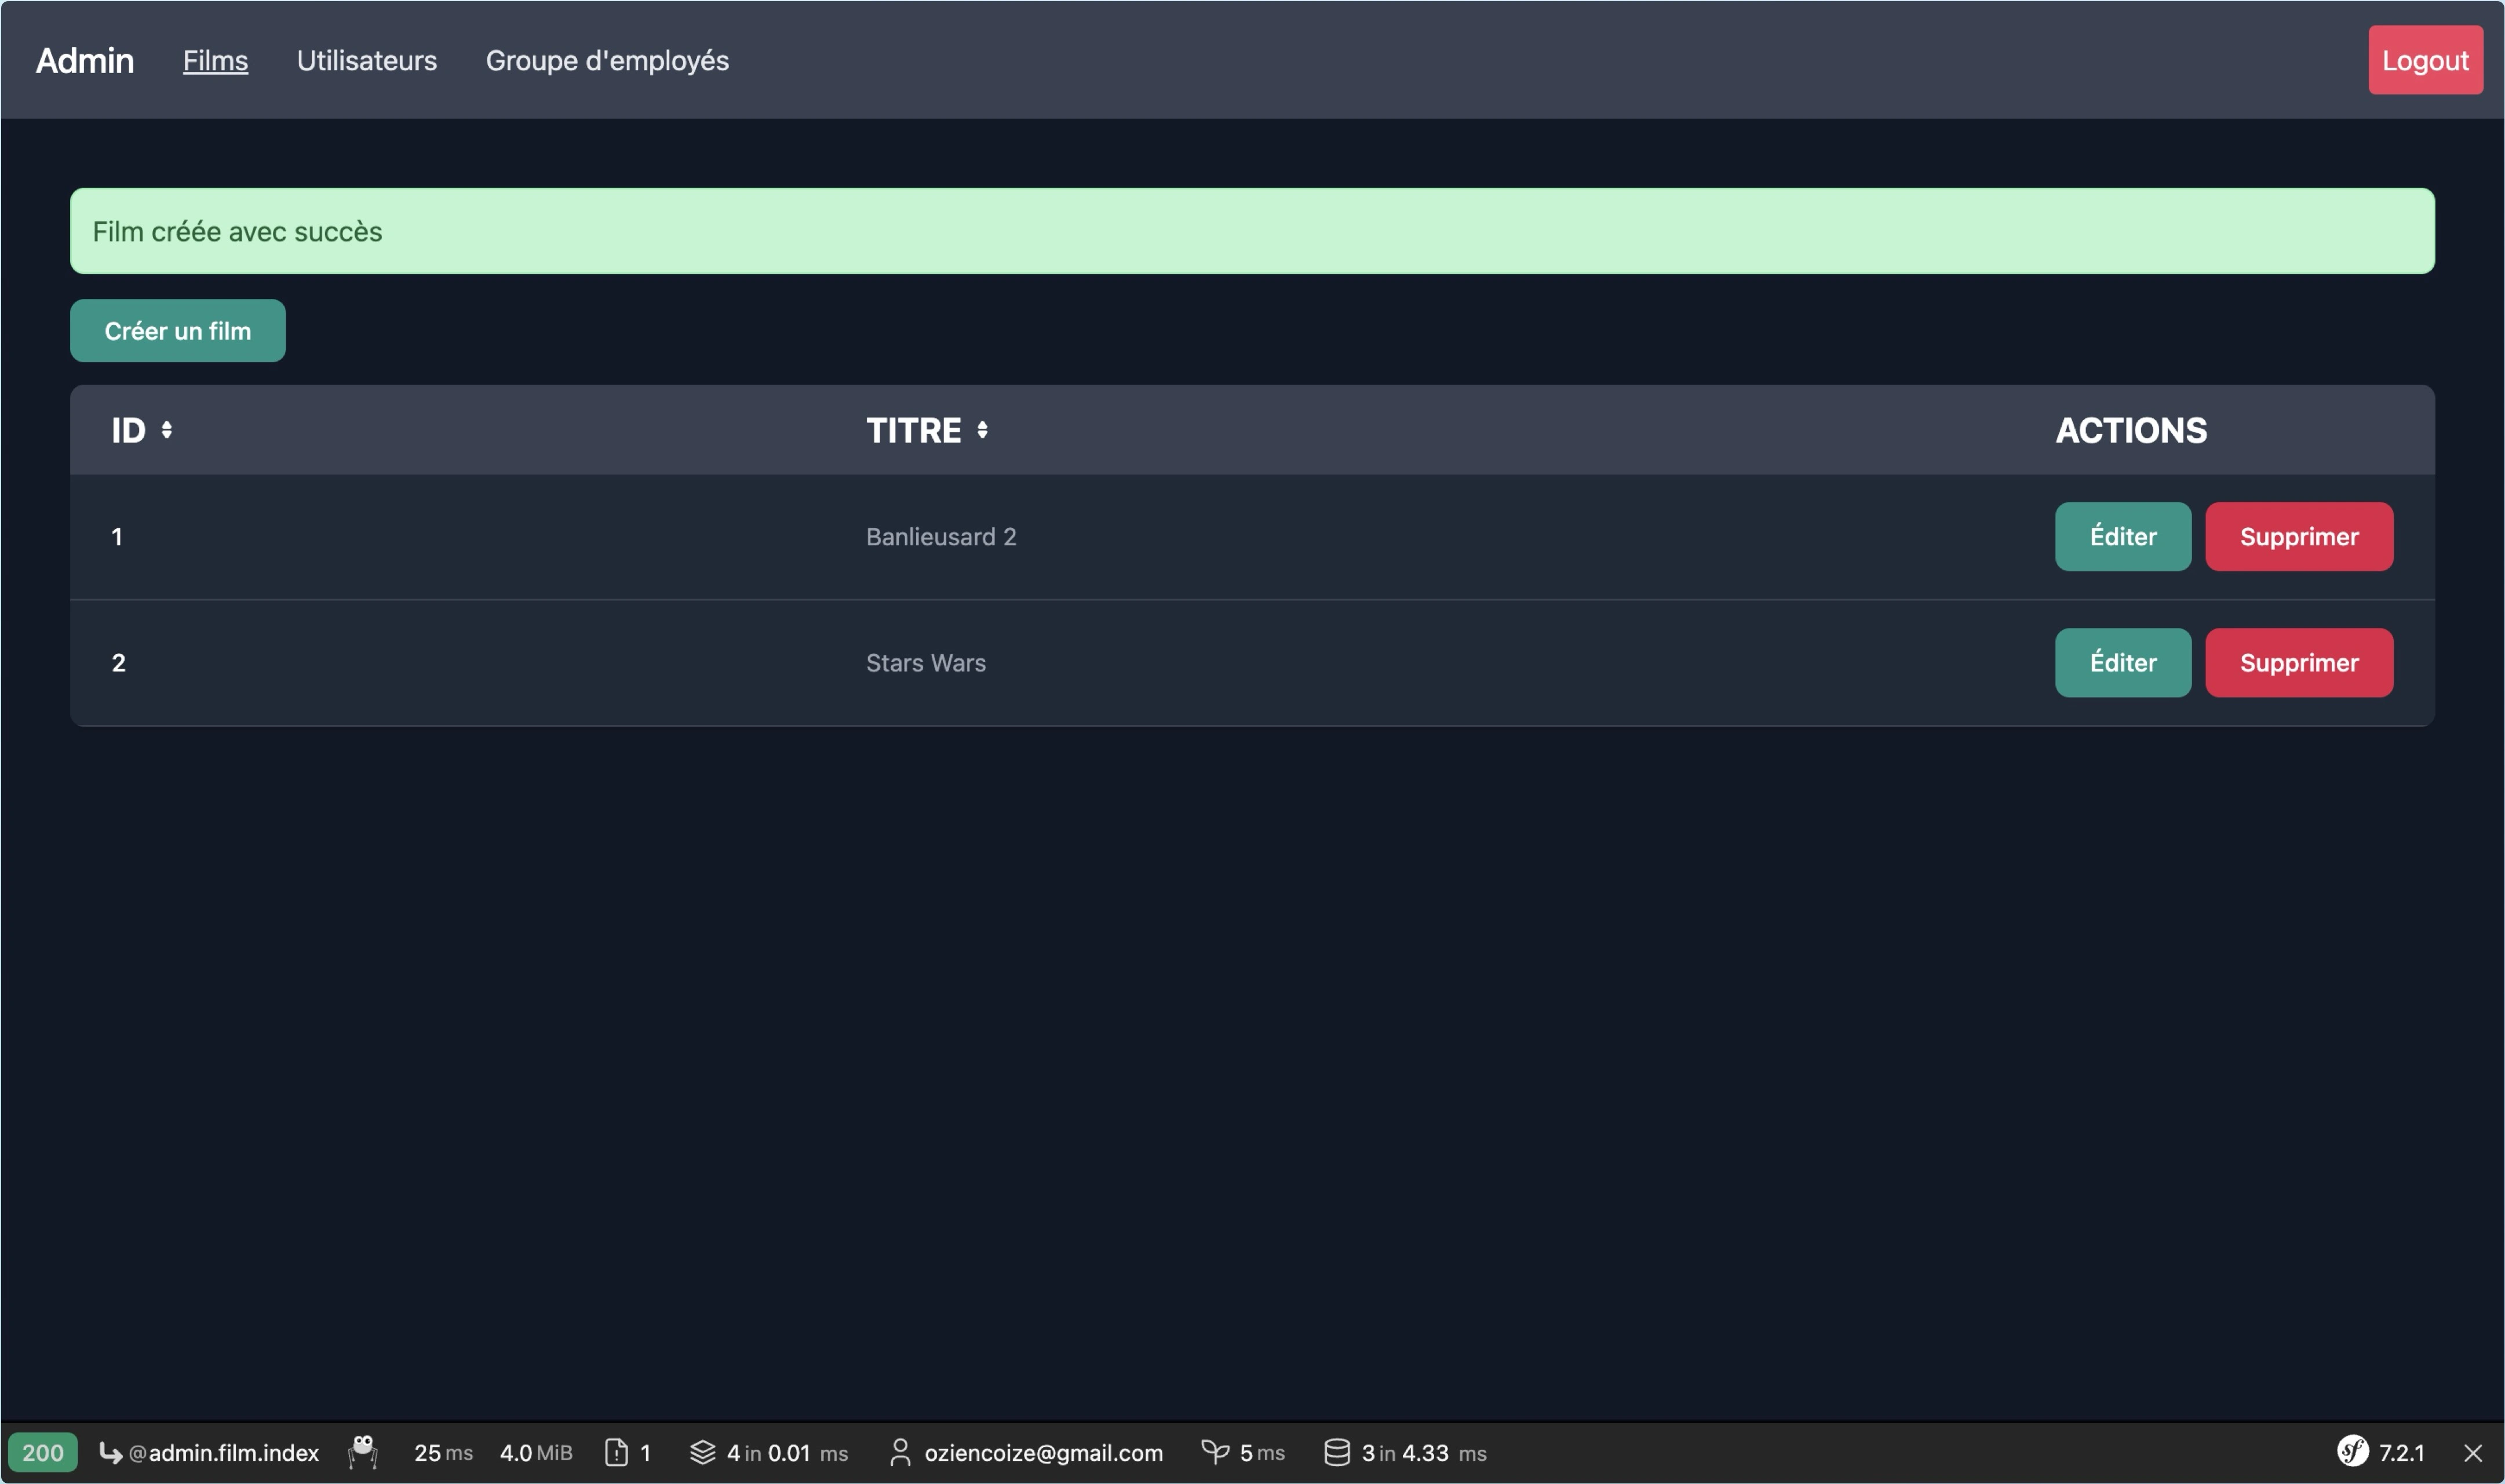 Admin Films Utilisateurs Groupe d'employés Logout
Film créée avec succès
Créer un film
ID TITRE ACTIONS
1 Banlieusard 2 Éditer Supprimer
2 Stars Wars Éditer Supprimer
200 @admin.film.index 25 ms 4.0 MiB 1 4 in 0.01 ms oziencoize@gmail.com 5 ms 3 in 4.33 ms sf 7.2.1